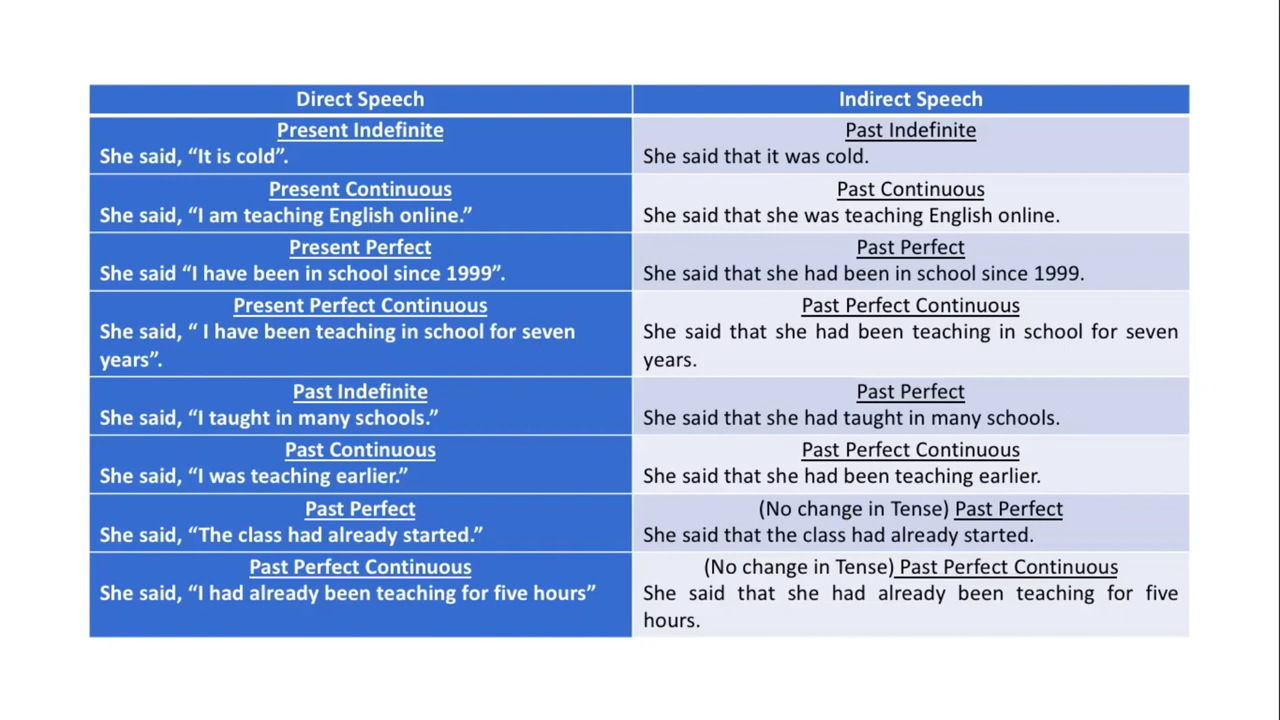 Direct Speech
Indirect Speech
Present Indefinite
She said, “It is cold”.
Past Indefinite
She said that it was cold.
Present Continuous
She said, “I am teaching English online.”
Past Continuous
She said that she was teaching English online.
Present Perfect
She said “I have been in school since 1999”.
Past Perfect
She said that she had been in school since 1999.
Present Perfect Continuous
She said, “ I have been teaching in school for seven
years”.
Past Perfect Continuous
She said that she had been teaching in school for seven
years.
Past Indefinite
She said, “I taught in many schools.”
Past Perfect
She said that she had taught in many schools.
Past Continuous
She said, “I was teaching earlier.”
Past Perfect Continuous
She said that she had been teaching earlier.
Past Perfect
She said, “The class had already started.”
(No change in Tense) Past Perfect
She said that the class had already started.
Past Perfect Continuous
She said, “I had already been teaching for five hours”
(No change in Tense) Past Perfect Continuous
She said that she had already been teaching for five
hours.